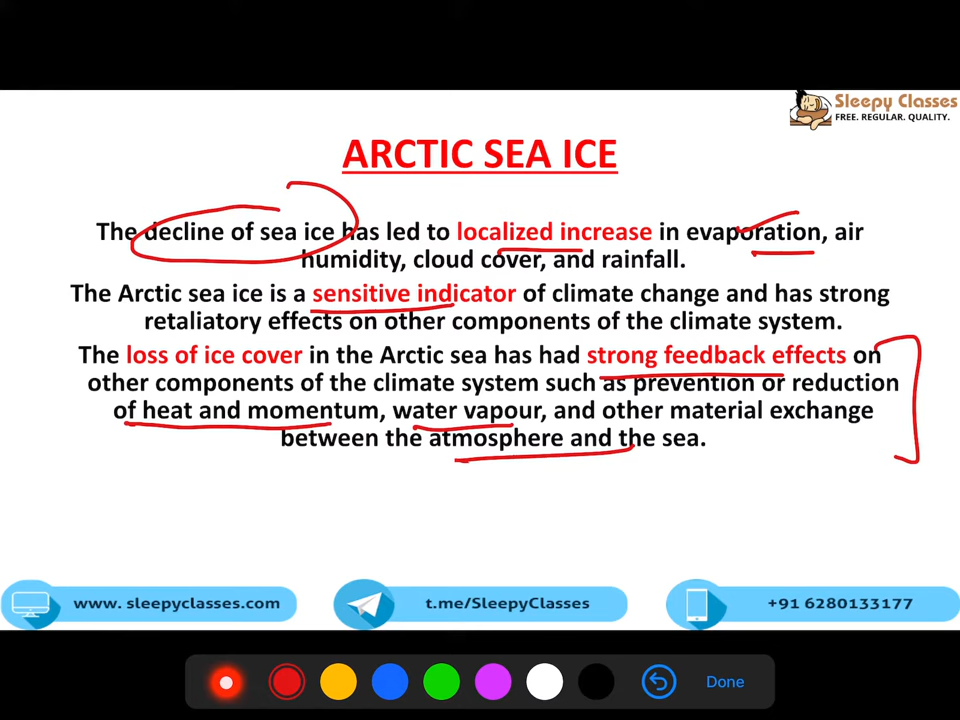 Sleepy Classes
FREE. REGULAR. QUALITY.
ARCTIC SEA ICE
The decline of sea ice has led to localized increase in evaporation, air
humidity, cloud cover, and rainfall.
The Arctic sea ice is a sensitive indicator of climate change and has strong
retaliatory effects on other components of the climate system.
The loss of ice cover in the Arctic sea has had strong feedback effects on
other components of the climate system such as prevention or reduction
of heat and momentum, water vapour, and other material exchange
between the atmosphere and the sea.
www. sleepyclasses.com
t.me/SleepyClasses
+91 6280133177
Done